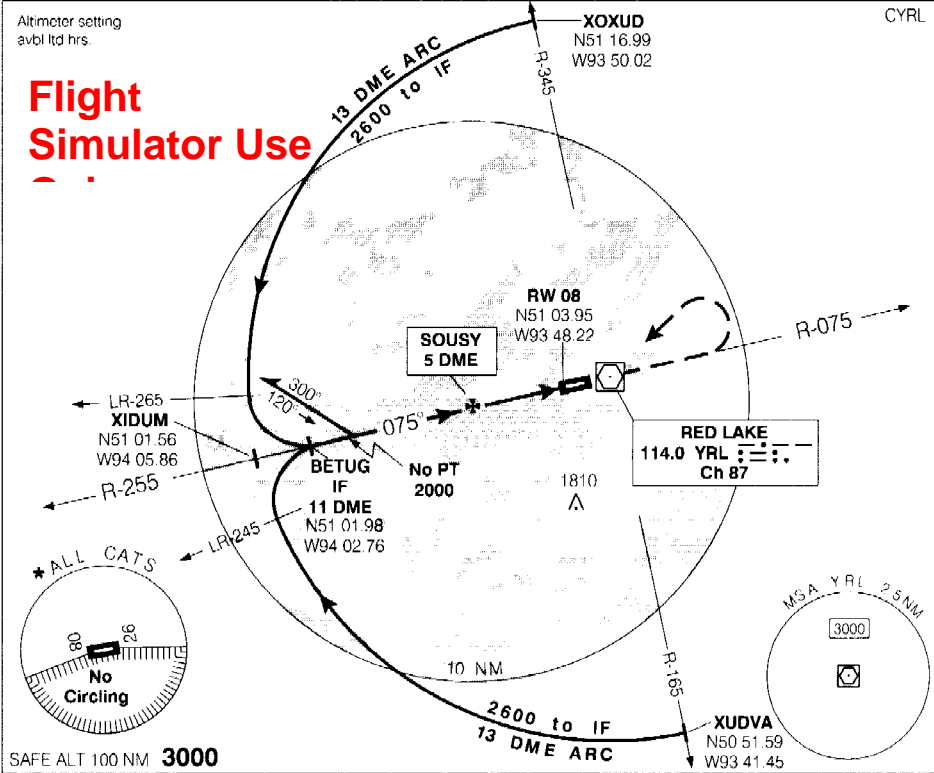 Altimeter setting
avbl ltd hrs.
CYRL
Flight
Simulator Use
XOXUD
N51 16.99
W93 50.02
13 DME ARC
2600 to IF
R-345
RW 08
N51 03.95
W93 48.22
SOUSY
5 DME
R-075
LR-265
300°
120°
075°
XIDUM
N51 01.56
W94 05.86
R-255
BETUG
IF
11 DME
N51 01.98
W94 02.76
No PT
2000
RED LAKE
114.0 YRL
Ch 87
1810
LR-245
* ALL CATS
08
26
No
Circling
10 NM
R-165
MSA YRL 25NM
3000
2600 to IF
13 DME ARC
XUDVA
N50 51.59
W93 41.45
SAFE ALT 100 NM 3000